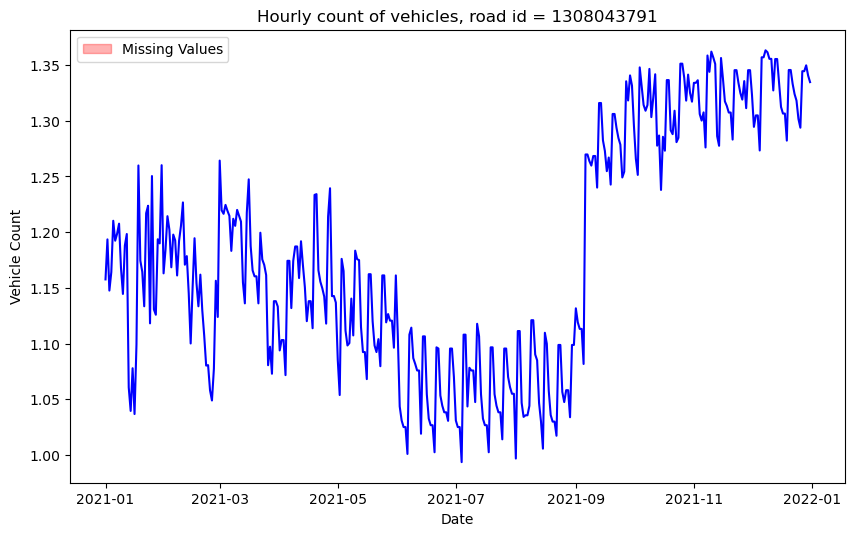 Hourly count of vehicles, road id = 1308043791
Missing Values
Vehicle Count
1.35
1.30
1.25
1.20
1.15
1.10
1.05
1.00
2021-01 2021-03 2021-05 2021-07 2021-09 2021-11 2022-01
Date